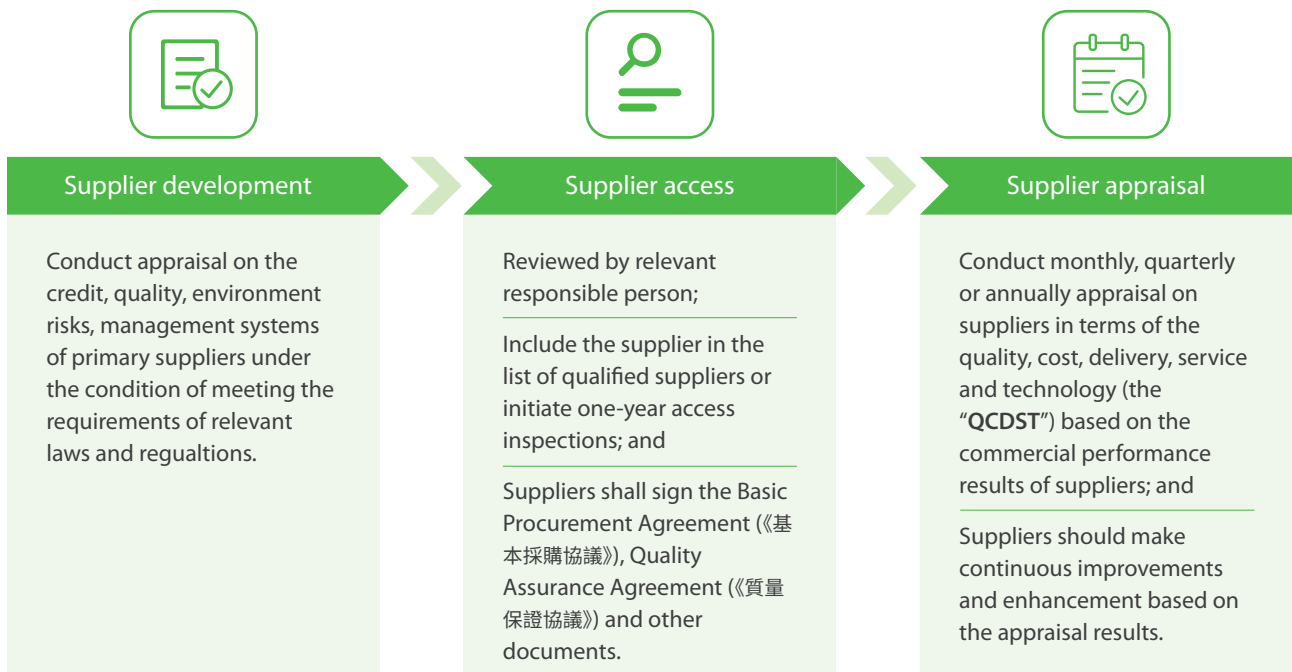 Supplier development
Conduct appraisal on the
credit, quality, environment
risks, management systems
of primary suppliers under
the condition of meeting the
requirements of relevant
laws and regualtions.
Supplier access
Reviewed by relevant
responsible person;
Include the supplier in the
list of qualified suppliers or
initiate one-year access
inspections; and
Suppliers shall sign the Basic
Procurement Agreement (《基
本採購協議》), Quality
Assurance Agreement (《質量
保證協議》) and other
documents.
Supplier appraisal
Conduct monthly, quarterly
or annually appraisal on
suppliers in terms of the
quality, cost, delivery, service
and technology (the
“QCDST”) based on the
commercial performance
results of suppliers; and
Suppliers should make
continuous improvements
and enhancement based on
the appraisal results.